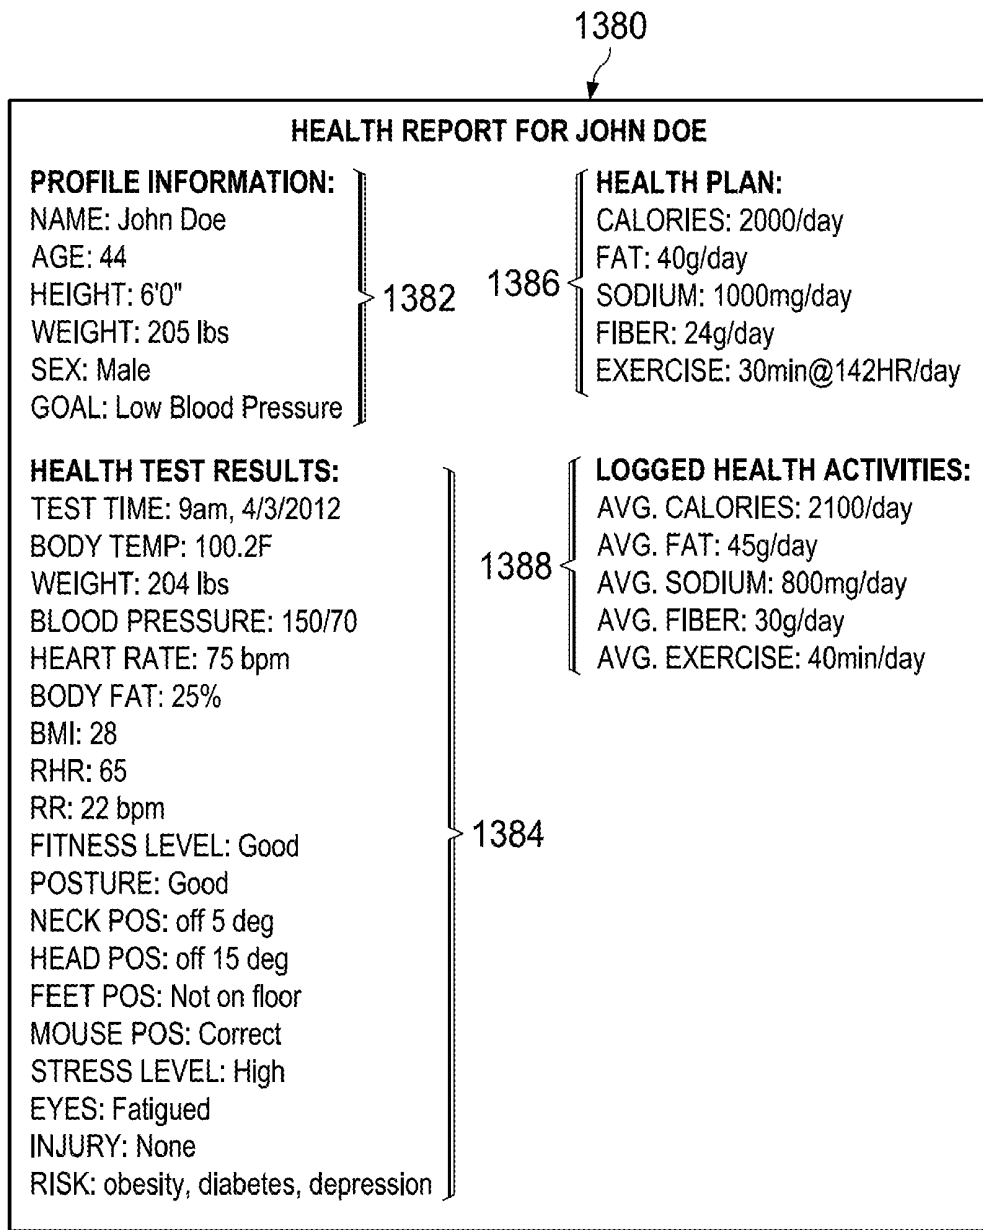 1380
HEALTH REPORT FOR JOHN DOE
PROFILE INFORMATION:
NAME: John Doe
AGE: 44
HEIGHT: 6'0"
WEIGHT: 205 lbs
SEX: Male
GOAL: Low Blood Pressure
1382
1386
HEALTH PLAN:
CALORIES: 2000/day
FAT: 40g/day
SODIUM: 1000mg/day
FIBER: 24g/day
EXERCISE: 30min@142HR/day
HEALTH TEST RESULTS:
TEST TIME: 9am, 4/3/2012
BODY TEMP: 100.2F
WEIGHT: 204 lbs
BLOOD PRESSURE: 150/70
HEART RATE: 75 bpm
BODY FAT: 25%
BMI: 28
RHR: 65
RR: 22 bpm
FITNESS LEVEL: Good
POSTURE: Good
NECK POS: off 5 deg
HEAD POS: off 15 deg
FEET POS: Not on floor
MOUSE POS: Correct
STRESS LEVEL: High
EYES: Fatigued
INJURY: None
RISK: obesity, diabetes, depression
1384
1388
LOGGED HEALTH ACTIVITIES:
AVG. CALORIES: 2100/day
AVG. FAT: 45g/day
AVG. SODIUM: 800mg/day
AVG. FIBER: 30g/day
AVG. EXERCISE: 40min/day